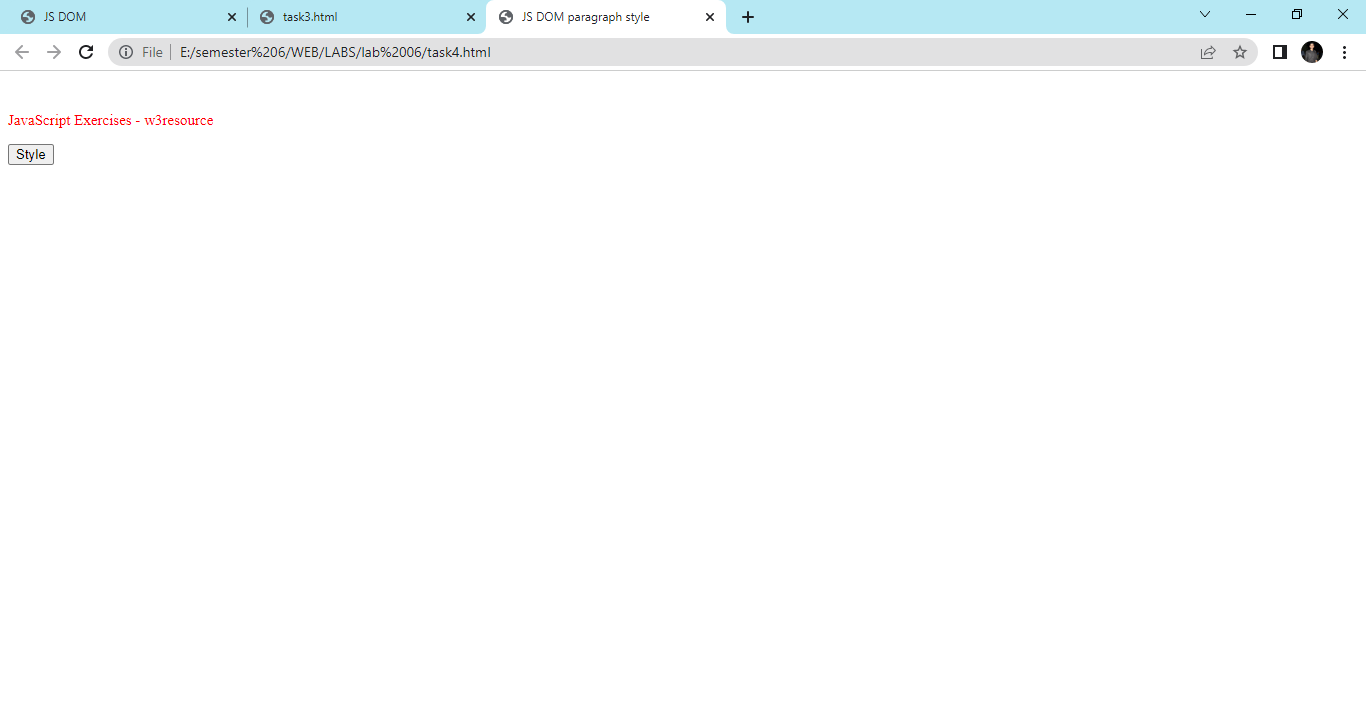 JS DOM
task3.html
JS DOM paragraph style
File
E:/semester%206/WEB/LABS/lab%2006/task4.html
JavaScript Exercises - w3resource
Style